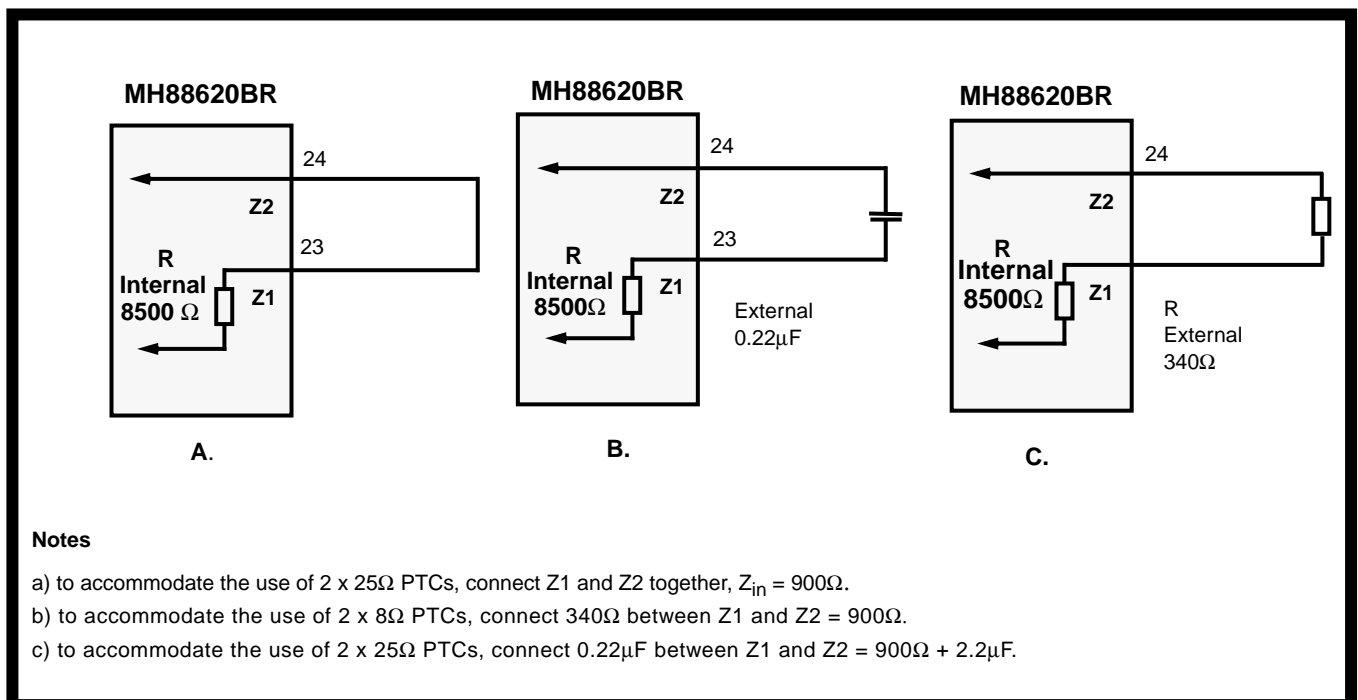 MH88620BR
24
Z2
23
R
Internal
8500 Ω
Z1
A.
MH88620BR
24
Z2
23
R
Internal
8500Ω
Z1
External
0.22μF
B.
MH88620BR
24
Z2
R
Internal
8500Ω
Z1
R
External
340Ω
C.
Notes
a) to accommodate the use of 2 x 25Ω PTCs, connect Z1 and Z2 together, Zin = 900Ω.
b) to accommodate the use of 2 x 8Ω PTCs, connect 340Ω between Z1 and Z2 = 900Ω.
c) to accommodate the use of 2 x 25Ω PTCs, connect 0.22μF between Z1 and Z2 = 900Ω + 2.2μF.